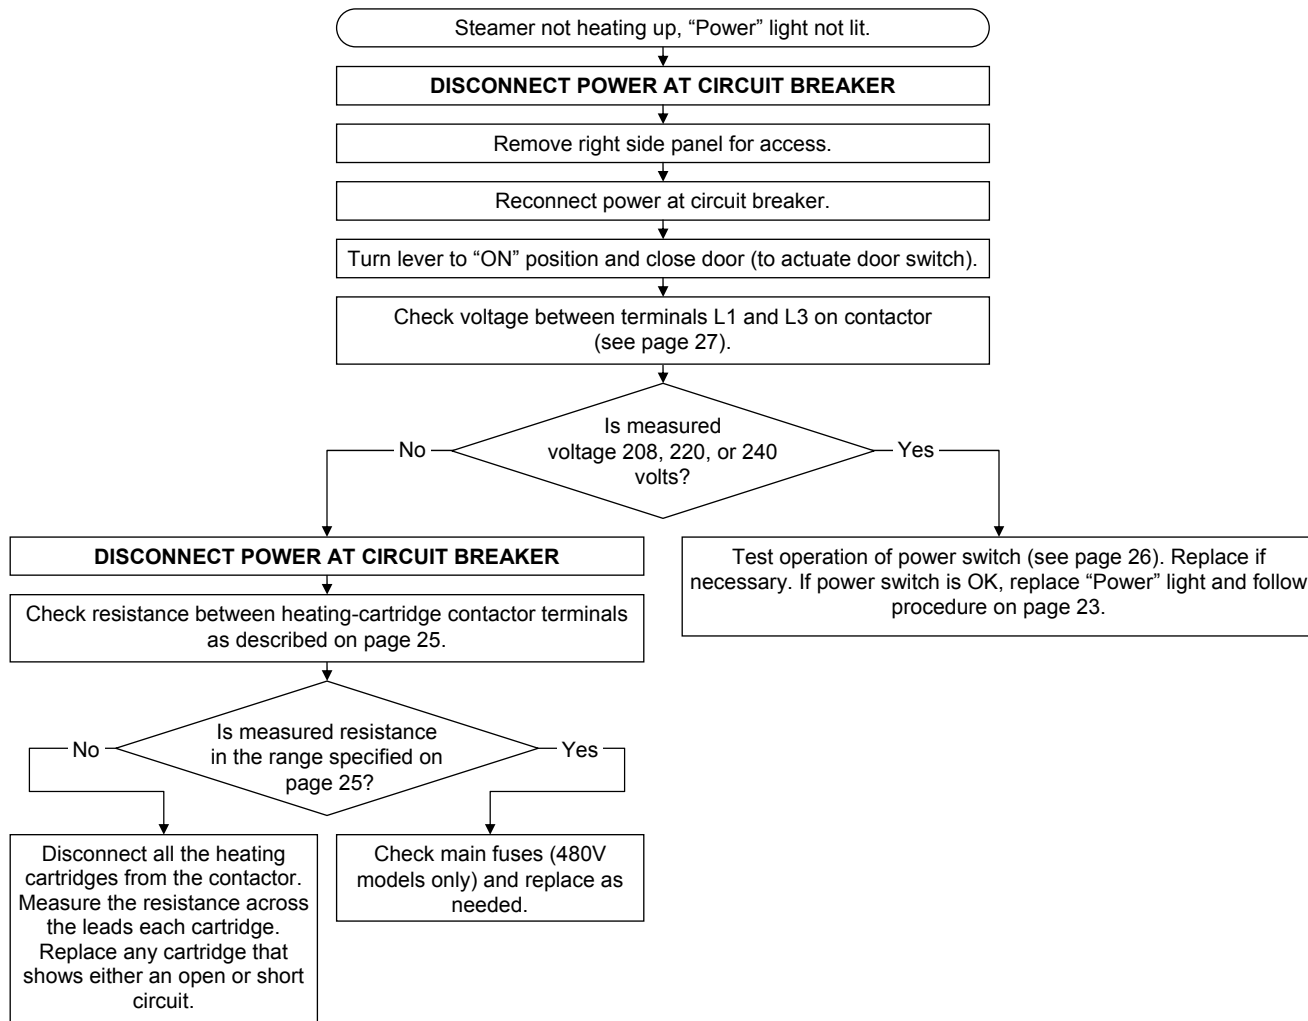 Steamer not heating up, “Power” light not lit.
DISCONNECT POWER AT CIRCUIT BREAKER
Remove right side panel for access.
Reconnect power at circuit breaker.
Turn lever to “ON” position and close door (to actuate door switch).
Check voltage between terminals L1 and L3 on contactor
(see page 27).
Is measured
voltage 208, 220, or 240
volts?
No
Yes
DISCONNECT POWER AT CIRCUIT BREAKER
Test operation of power switch (see page 26). Replace if
necessary. If power switch is OK, replace “Power” light and follow
procedure on page 23.
Check resistance between heating-cartridge contactor terminals
as described on page 25.
Is measured resistance
in the range specified on
page 25?
No
Yes
Disconnect all the heating
cartridges from the contactor.
Measure the resistance across
the leads each cartridge.
Replace any cartridge that
shows either an open or short
circuit.
Check main fuses (480V
models only) and replace as
needed.